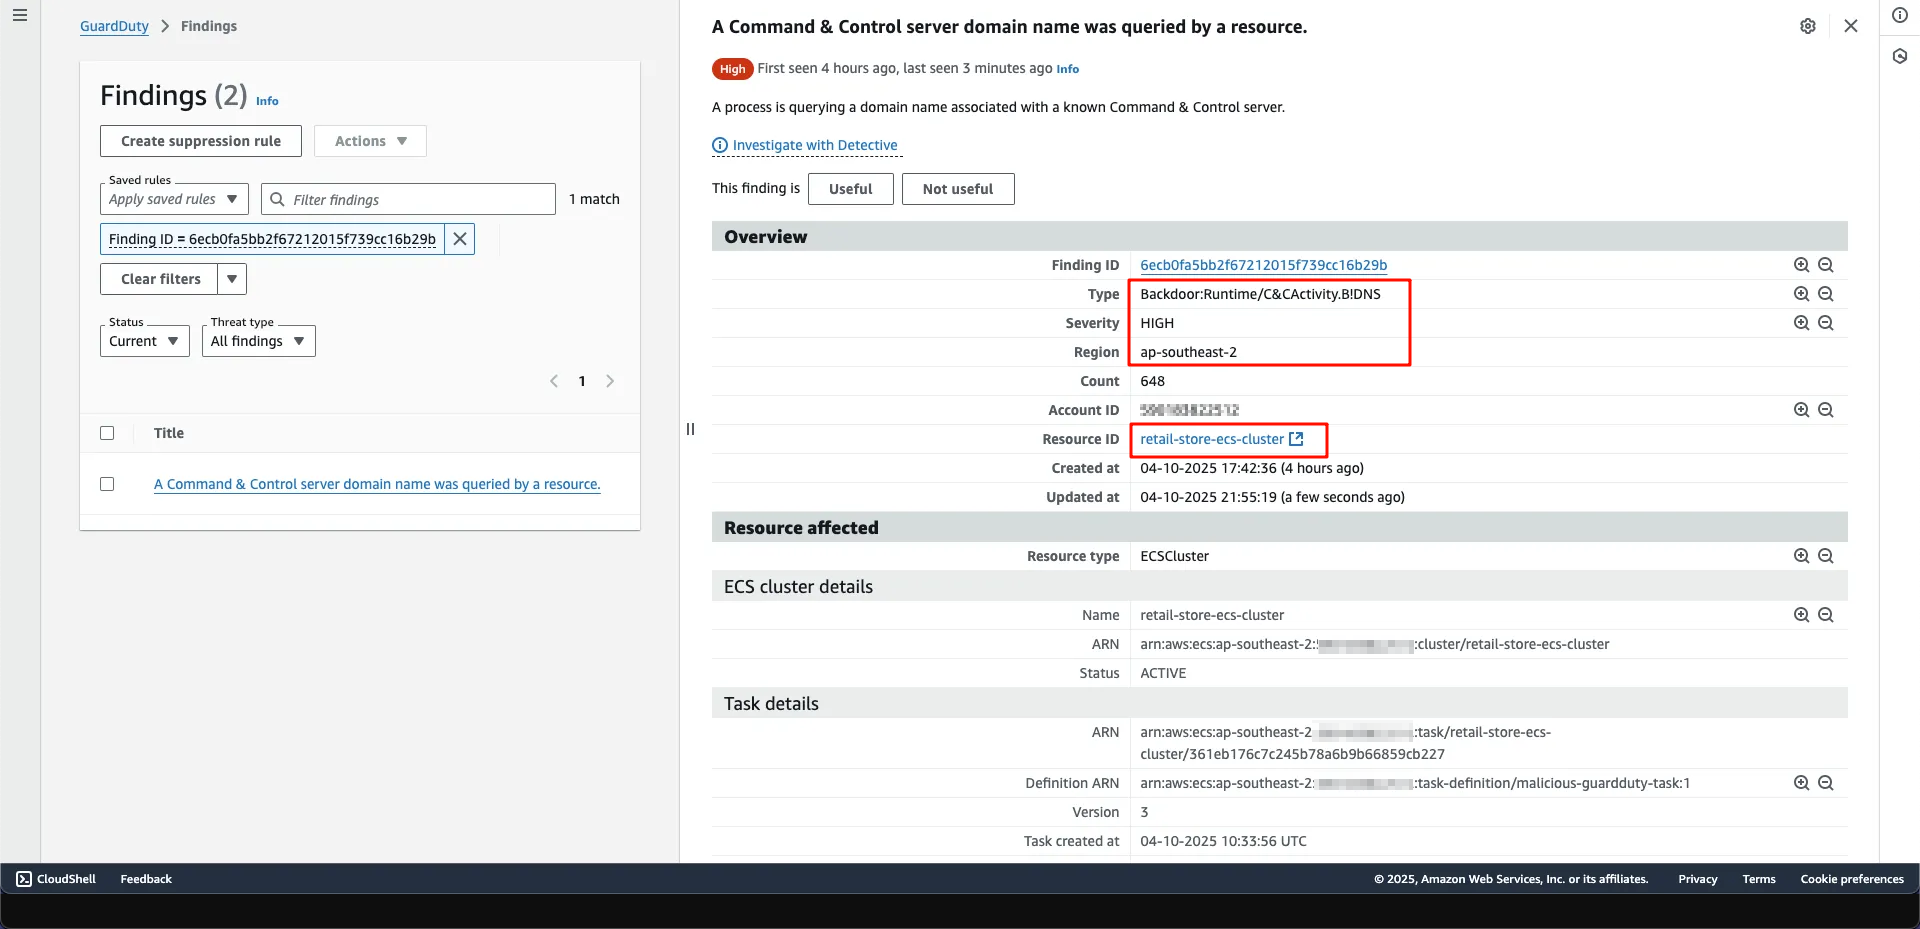 GuardDuty > Findings
Findings (2) Info
Create suppression rule
Actions
Saved rules
Apply saved rules
Filter findings
1 match
Finding ID = 6ecb0fa5bb2f67212015f739cc16b29b
Clear filters
Status
Current
Threat type
All findings
1
Title
A Command & Control server domain name was queried by a resource.
A Command & Control server domain name was queried by a resource.
High First seen 4 hours ago, last seen 3 minutes ago Info
A process is querying a domain name associated with a known Command & Control server.
Investigate with Detective
This finding is Useful Not useful
Overview
Finding ID 6ecb0fa5bb2f67212015f739cc16b29b
Type Backdoor:Runtime/C&CActivity.B!DNS
Severity HIGH
Region ap-southeast-2
Count 648
Account ID
Resource ID retail-store-ecs-cluster
Created at 04-10-2025 17:42:36 (4 hours ago)
Updated at 04-10-2025 21:55:19 (a few seconds ago)
Resource affected
Resource type ECSCluster
ECS cluster details
Name retail-store-ecs-cluster
ARN arn:aws:ecs:ap-southeast-2: :cluster/retail-store-ecs-cluster
Status ACTIVE
Task details
ARN arn:aws:ecs:ap-southeast-2 :task/retail-store-ecs-
cluster/361eb176c7c245b78a6b9b66859cb227
Definition ARN arn:aws:ecs:ap-southeast-2: :task-definition/malicious-guardduty-task:1
Version 3
Task created at 04-10-2025 10:33:56 UTC
CloudShell Feedback
© 2025, Amazon Web Services, Inc. or its affiliates. Privacy Terms Cookie preferences